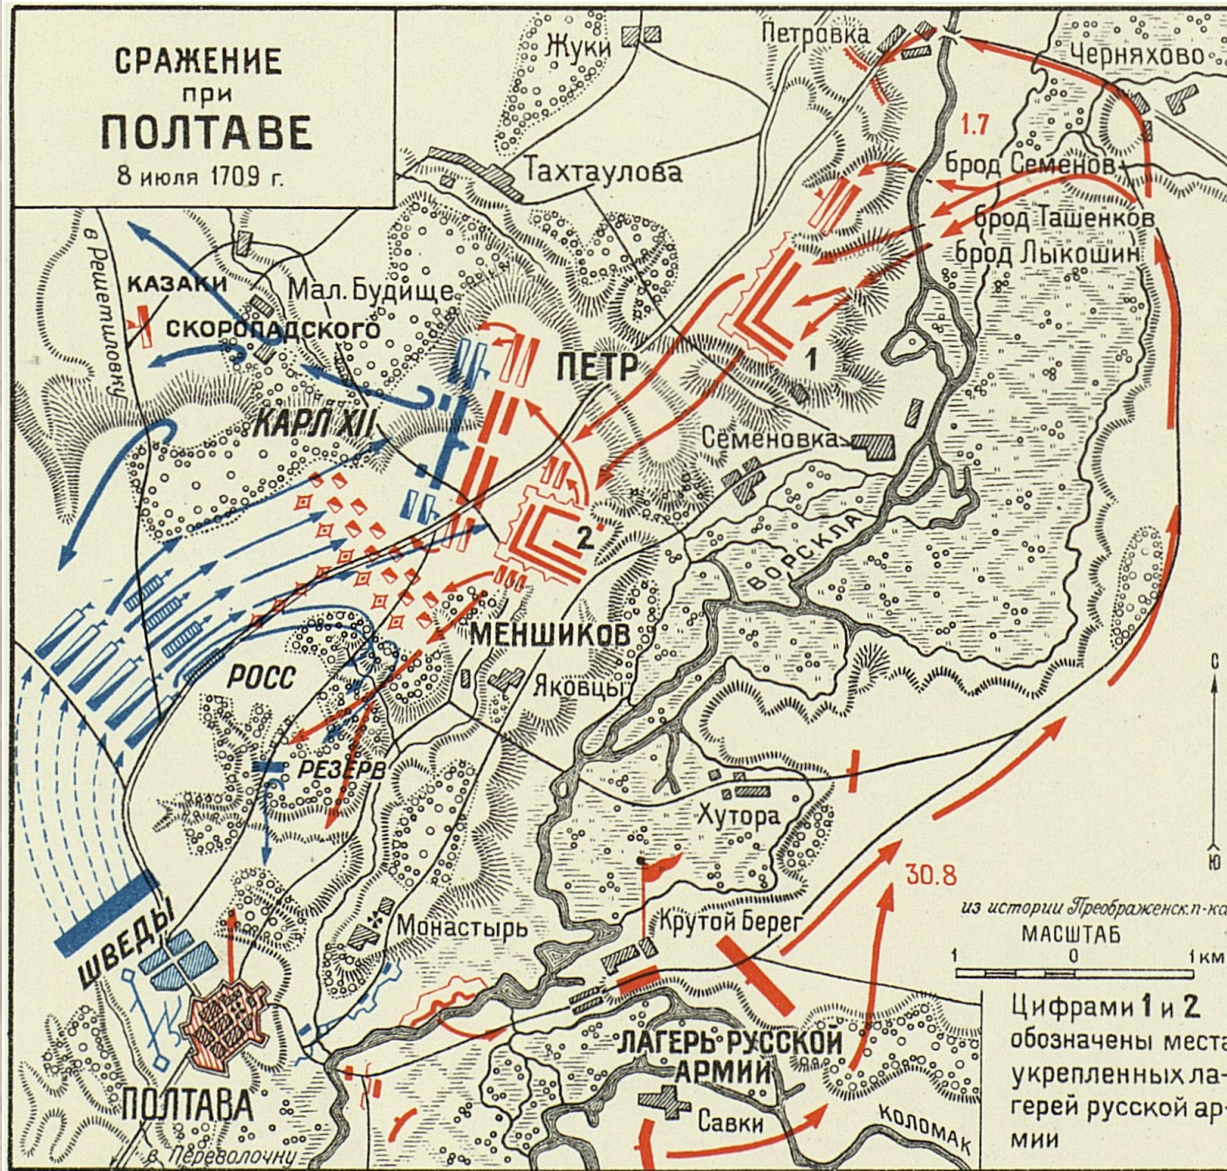 СРАЖЕНИЕ
при
ПОЛТАВЕ
8 июля 1709 г.
Жуки
Петровка
Черняхово
1.7
Тахтаулова
брод Семенов
брод Ташенков
брод Лыкошин
в Решетиловку
КАЗАКИ
СКОРОПАДСКОГО
Мал. Будище
ПЕТР
1
КАРЛ XII
Семеновка
2
ВОРСКЛА
МЕНШИКОВ
РОСС
Яковцы
РЕЗЕРВ
С
Ю
Хутора
30.8
ШВЕДЫ
Монастырь
Крутой Берег
из истории Преображенск.п-ка
МАСШТАБ
1 0 1 км
ЛАГЕРЬ РУССКОЙ
АРМИИ
Савки
КОЛОМАК
ПОЛТАВА
в Переволочну
Цифрами 1 и 2
обозначены места
укрепленных ла-
герей русской ар-
мии